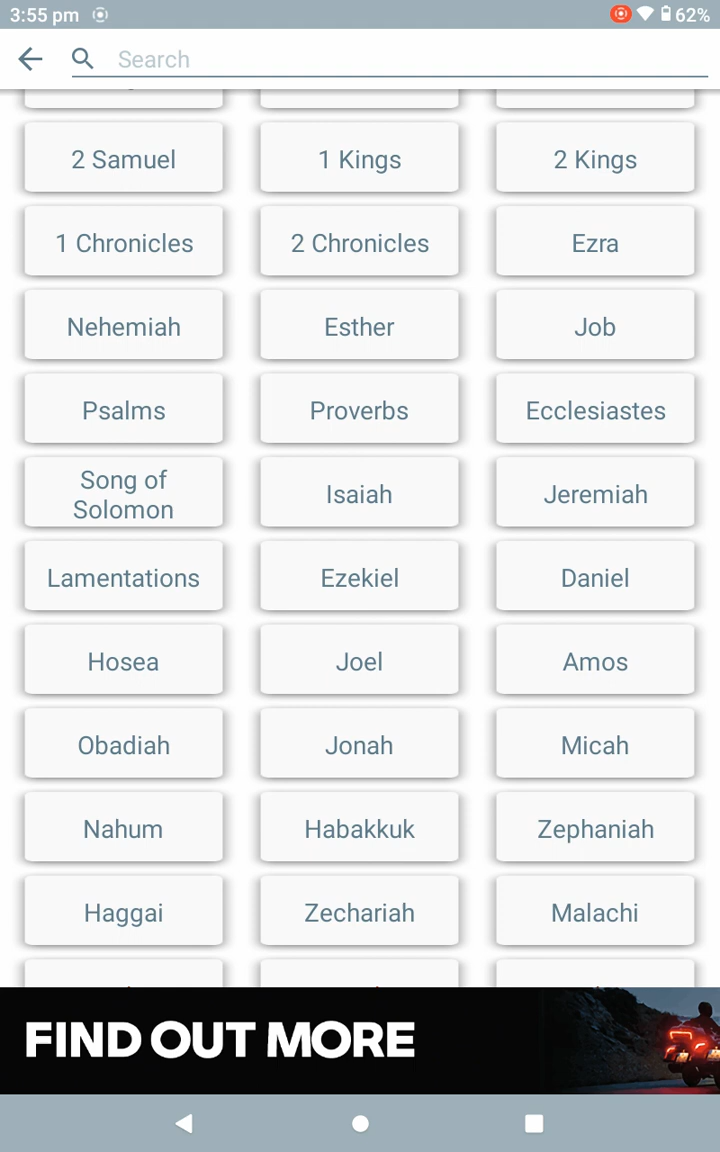 3:55 pm 62%
Search
2 Samuel 1 Kings 2 Kings
1 Chronicles 2 Chronicles Ezra
Nehemiah Esther Job
Psalms Proverbs Ecclesiastes
Song of
Solomon Isaiah Jeremiah
Lamentations Ezekiel Daniel
Hosea Joel Amos
Obadiah Jonah Micah
Nahum Habakkuk Zephaniah
Haggai Zechariah Malachi
FIND OUT MORE